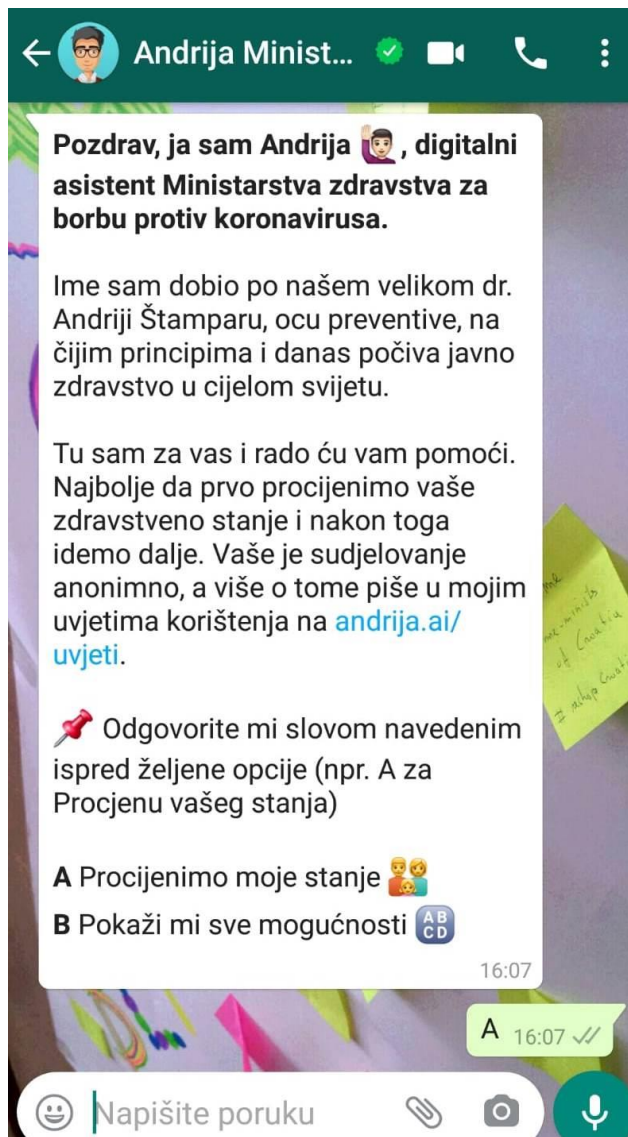 Andrija Minist...
Pozdrav, ja sam Andrija 🙋🏻‍♂️, digitalni
asistent Ministarstva zdravstva za
borbu protiv koronavirusa.
Ime sam dobio po našem velikom dr.
Andriji Štamparu, ocu preventive, na
čijim principima i danas počiva javno
zdravstvo u cijelom svijetu.
Tu sam za vas i rado ću vam pomoći.
Najbolje da prvo procijenimo vaše
zdravstveno stanje i nakon toga
idemo dalje. Vaše je sudjelovanje
anonimno, a više o tome piše u mojim
uvjetima korištenja na andrija.ai/
uvjeti.
📌 Odgovorite mi slovom navedenim
ispred željene opcije (npr. A za
Procjenu vašeg stanja)
A Procijenimo moje stanje 👨‍👩‍👧
B Pokaži mi sve mogućnosti 🔠
16:07
A 16:07
Napišite poruku
of Croatia